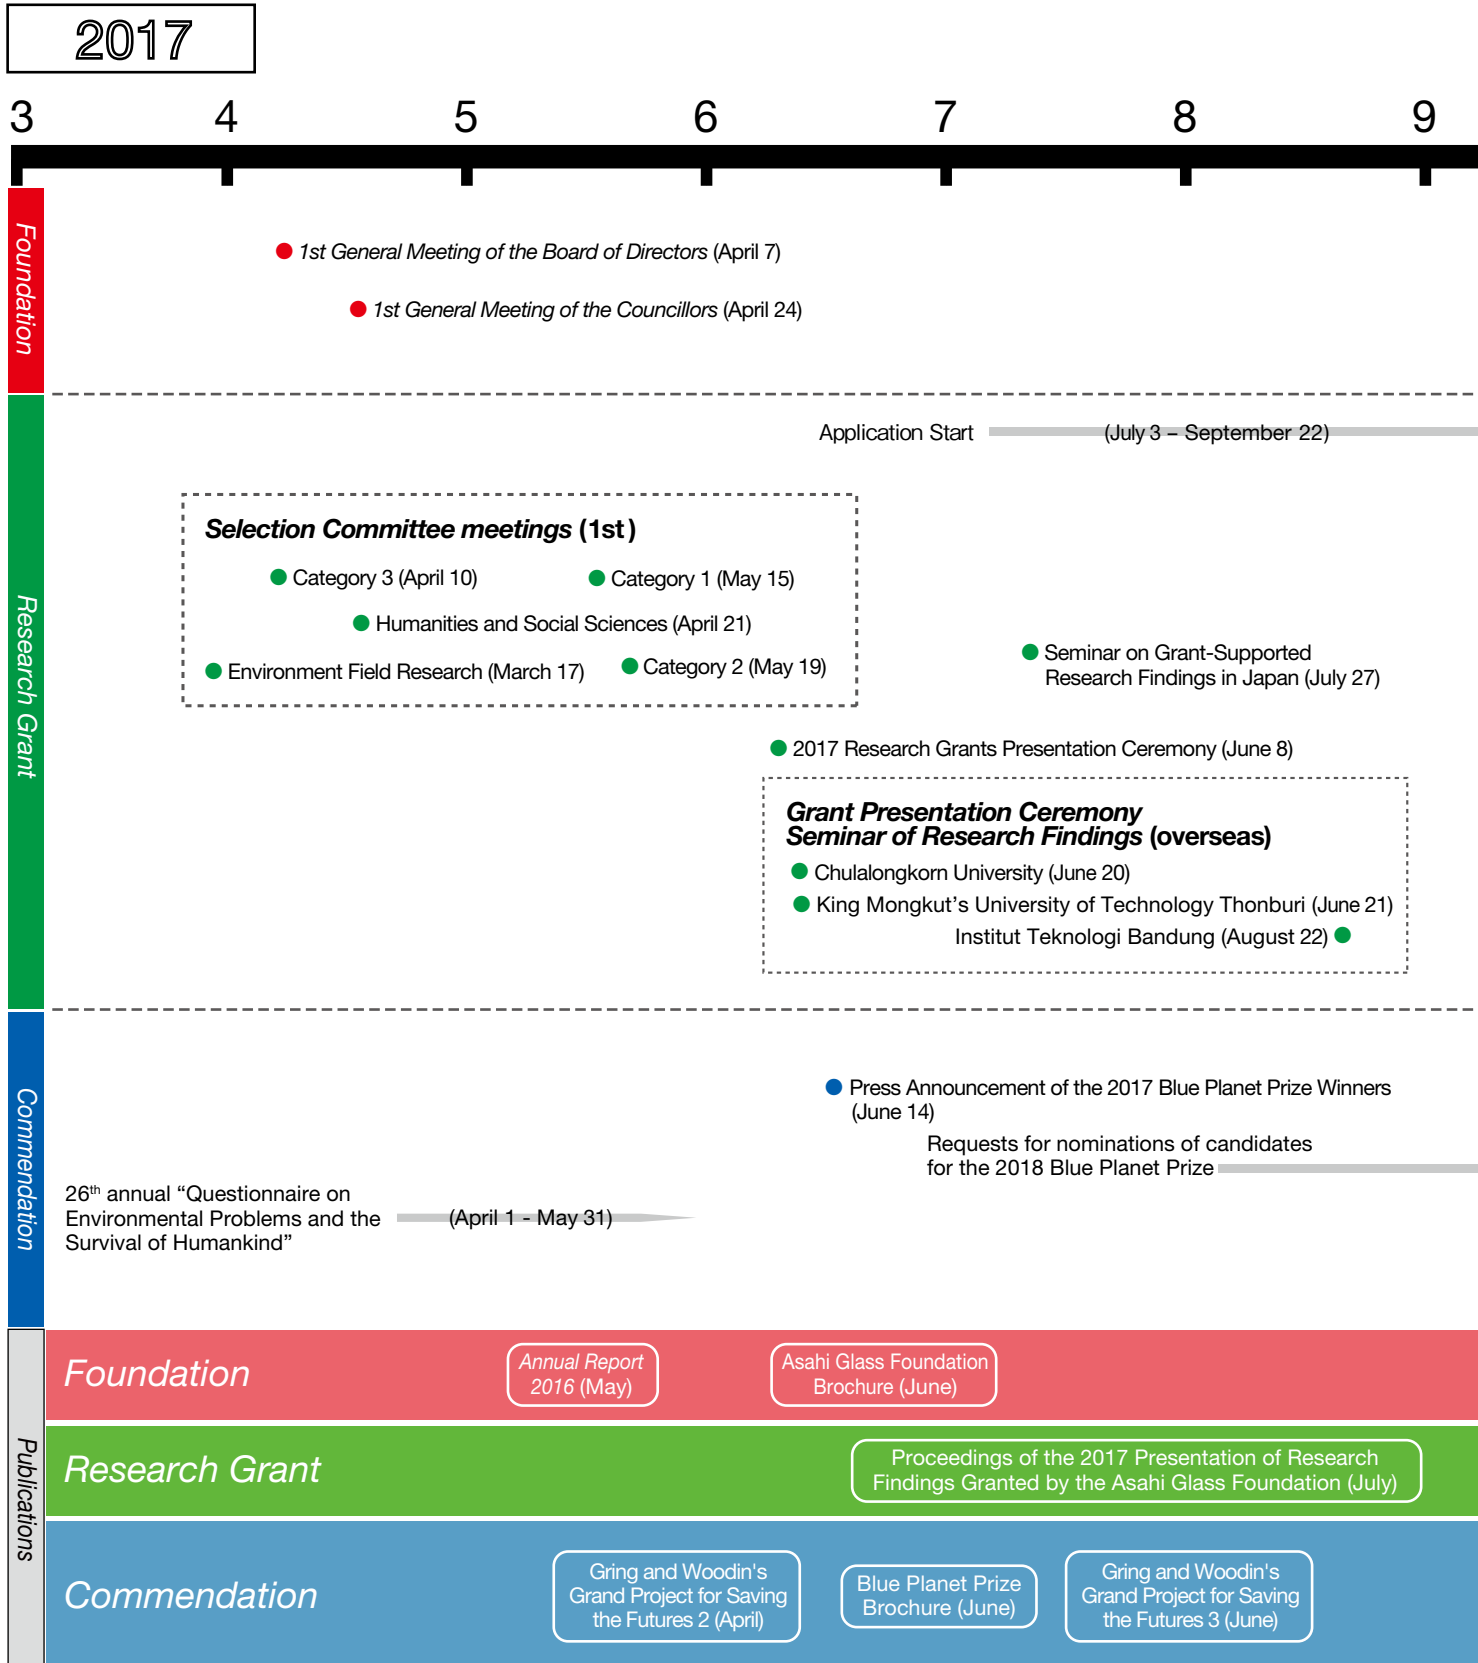 2017
3 4 5 6 7 8 9
Foundation
1st General Meeting of the Board of Directors (April 7)
1st General Meeting of the Councillors (April 24)
Research Grant
Application Start (July 3 – September 22)
Selection Committee meetings (1st)
Category 3 (April 10)
Category 1 (May 15)
Humanities and Social Sciences (April 21)
Environment Field Research (March 17)
Category 2 (May 19)
Seminar on Grant-Supported
Research Findings in Japan (July 27)
2017 Research Grants Presentation Ceremony (June 8)
Grant Presentation Ceremony
Seminar of Research Findings (overseas)
Chulalongkorn University (June 20)
King Mongkut’s University of Technology Thonburi (June 21)
Institut Teknologi Bandung (August 22)
Commendation
Press Announcement of the 2017 Blue Planet Prize Winners
(June 14)
Requests for nominations of candidates
for the 2018 Blue Planet Prize
26th annual “Questionnaire on
Environmental Problems and the
Survival of Humankind”
(April 1 - May 31)
Publications
Foundation
Annual Report
2016 (May)
Asahi Glass Foundation
Brochure (June)
Research Grant
Proceedings of the 2017 Presentation of Research
Findings Granted by the Asahi Glass Foundation (July)
Commendation
Gring and Woodin's
Grand Project for Saving
the Futures 2 (April)
Blue Planet Prize
Brochure (June)
Gring and Woodin's
Grand Project for Saving
the Futures 3 (June)